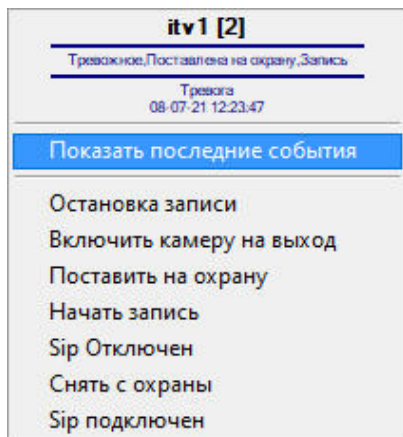 itv1 [2]
Тревожное,Поставлена на охрану,Запись
Тревога
08-07-21 12:23:47
Показать последние события
Остановка записи
Включить камеру на выход
Поставить на охрану
Начать запись
Sip Отключен
Снять с охраны
Sip подключен